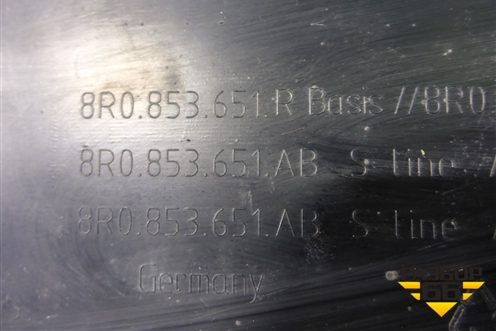 8R0.853.651.R Basis //8R0
8R0.853.651.AB S-line
8R0.853.651.AB S-line
Germany